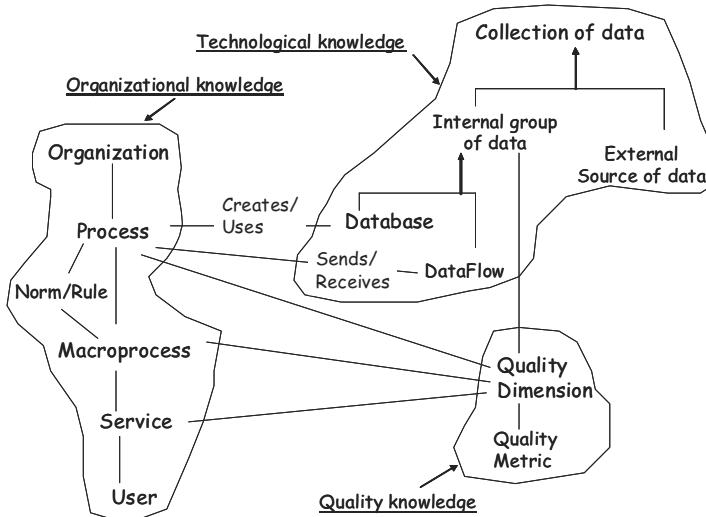 Collection of data
Technological knowledge
Organizational knowledge
Internal group
of data
Organization
External
Source of data
Creates/
Uses
Database
Process
Sends/
Receives
DataFlow
Norm/Rule
Macroprocess
Quality
Dimension
Service
Quality
Metric
User
Quality knowledge